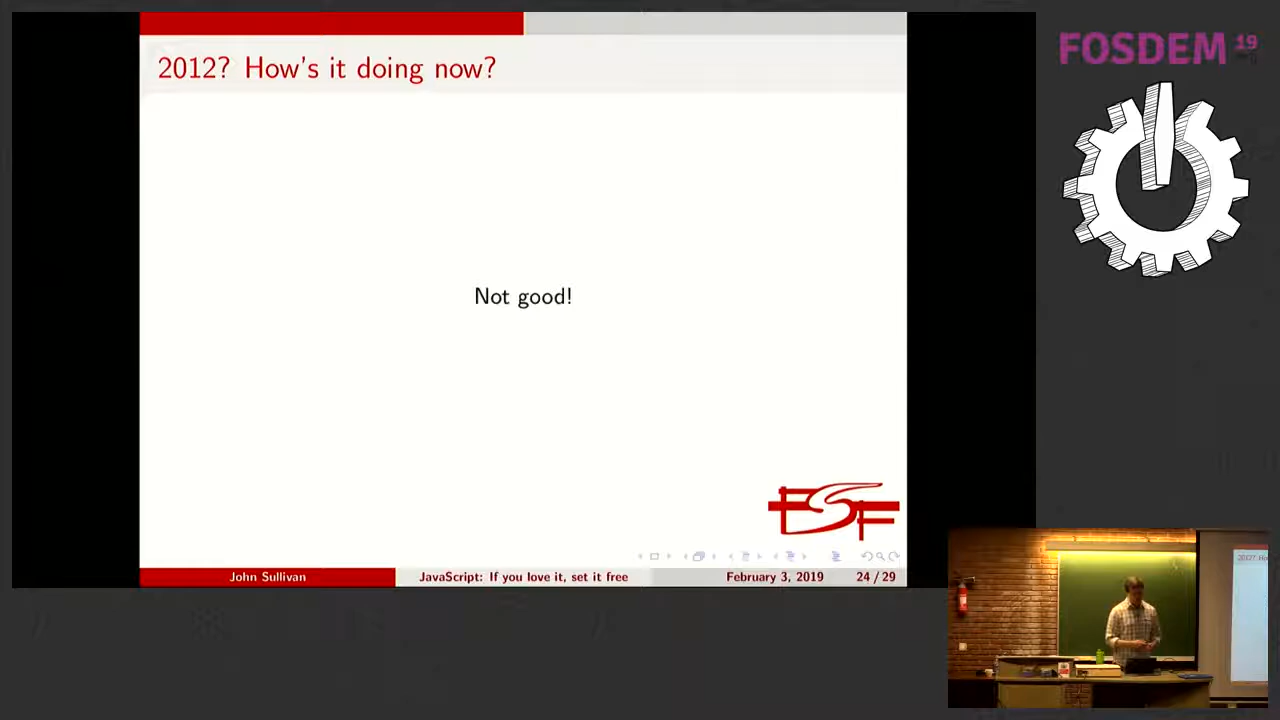 2012? How's it doing now?
Not good!
FSF
John Sullivan
JavaScript: If you love it, set it free
February 3, 2019
24 / 29
FOSDEM 19